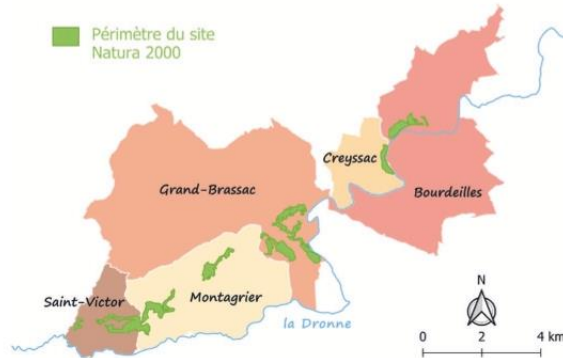 Périmètre du site
Natura 2000
Creyssac
Grand-Brassac
Bourdeilles
Saint-Victor
Montagrier
la Dronne
N
0 2 4 km